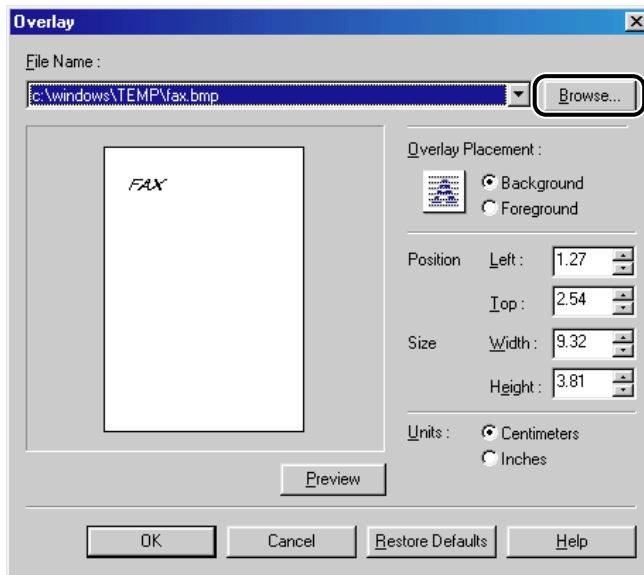 Overlay
File Name :
c:\windows\TEMP\fax.bmp
Browse...
FAX
Overlay Placement :
Background
Foreground
Position Left : 1.27
Top : 2.54
Size Width : 9.32
Height : 3.81
Units : Centimeters
Inches
Preview
OK Cancel Restore Defaults Help